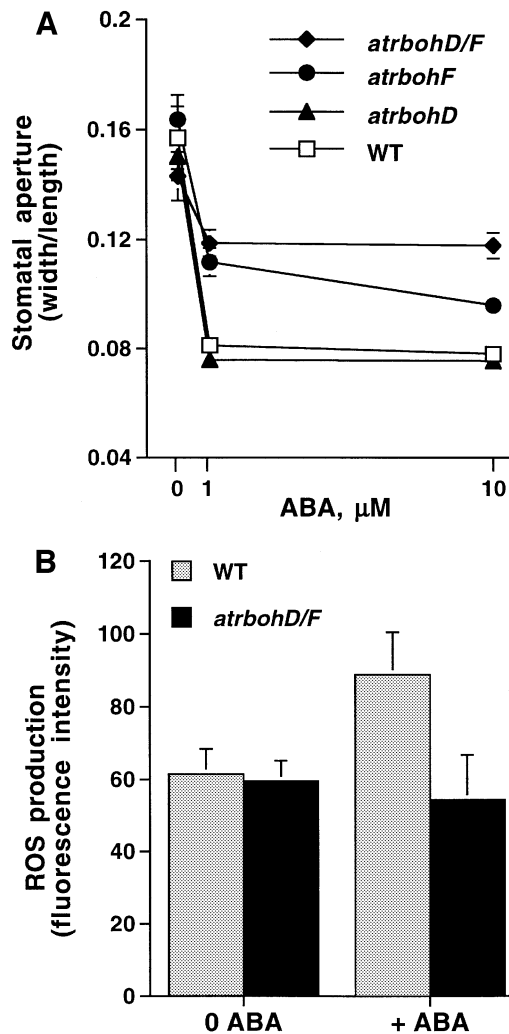 A
0.2
0.16
0.12
0.08
0.04
Stomatal aperture
(width/length)
atrbohD/F
atrbohF
atrbohD
WT
0 1 10
ABA, µM
B
120
100
80
60
40
20
0
ROS production
(fluorescence intensity)
WT
atrbohD/F
0 ABA + ABA